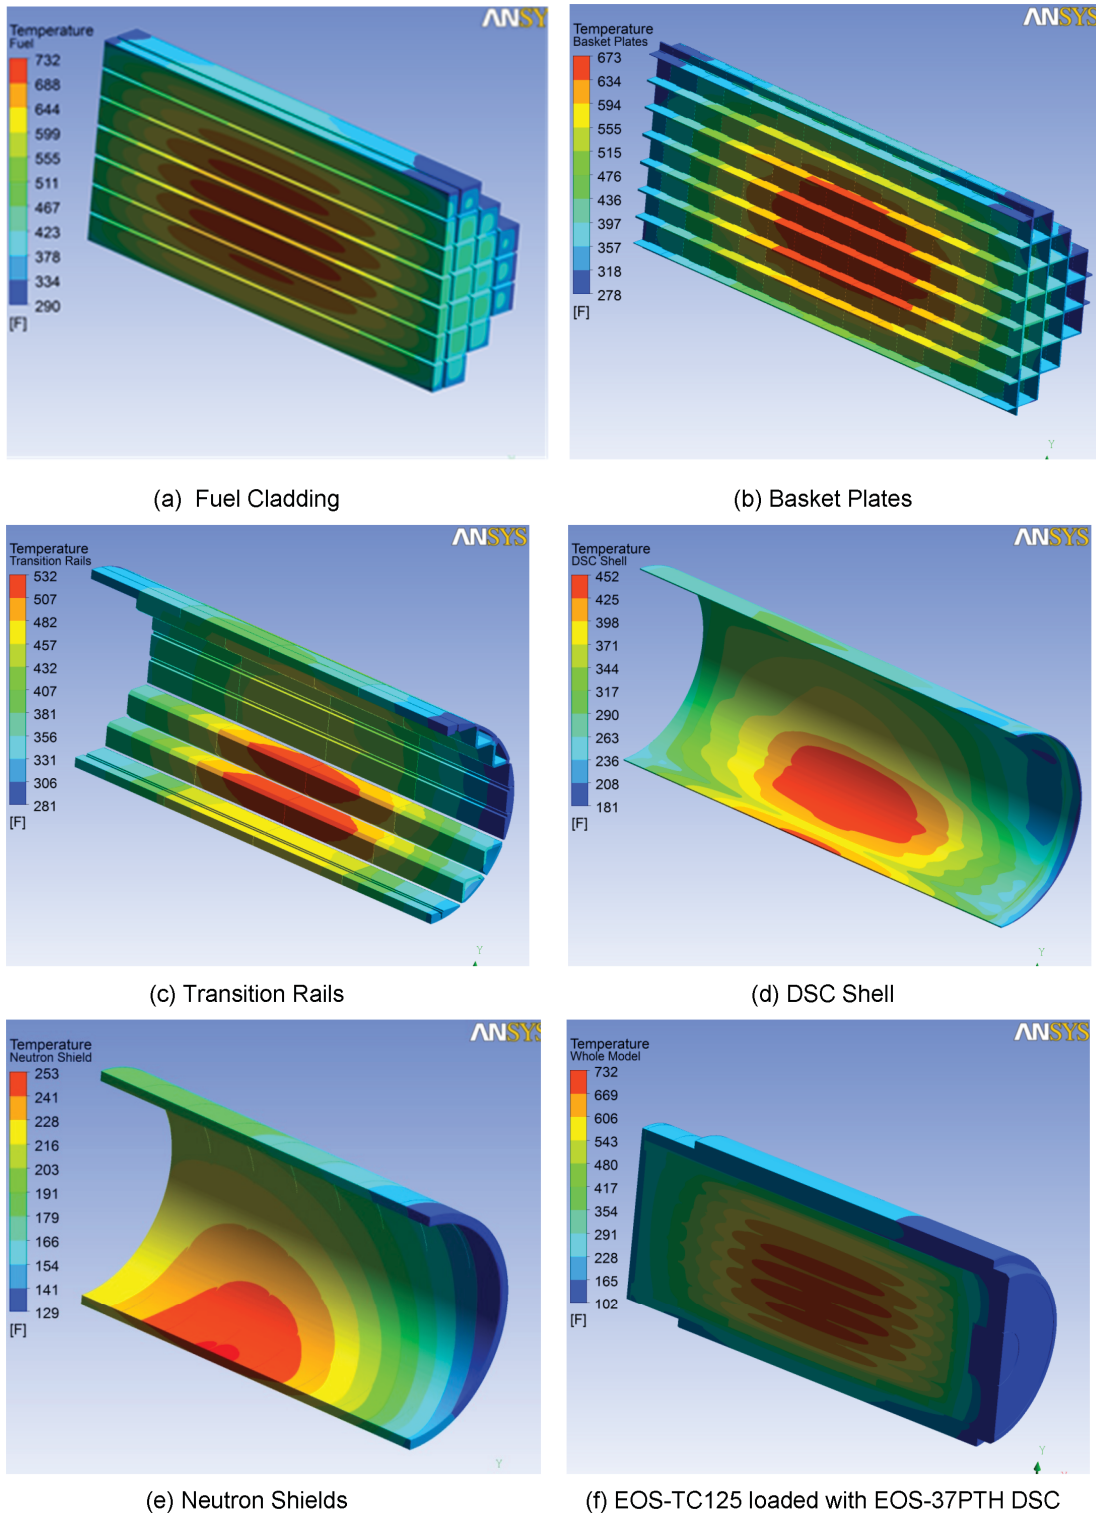 ANSY
Temperature
Fuel
732
688
644
599
555
511
467
423
378
334
290
[F]
(a) Fuel Cladding
ANSYS
Temperature
Basket Plates
673
634
594
555
515
476
436
397
357
318
278
[F]
Y
(b) Basket Plates
ANSYS
Temperature
Transition Rails
532
507
482
457
432
407
381
356
331
306
281
[F]
Y
(c) Transition Rails
ANSYS
Temperature
DSC Shell
452
425
398
371
344
317
290
263
236
208
181
[F]
Y
(d) DSC Shell
ANSYS
Temperature
Neutron Shield
253
241
228
216
203
191
179
166
154
141
129
[F]
Y
(e) Neutron Shields
ANSYS
Temperature
Whole Model
732
669
606
543
480
417
354
291
228
165
102
[F]
Y
(f) EOS-TC125 loaded with EOS-37PTH DSC